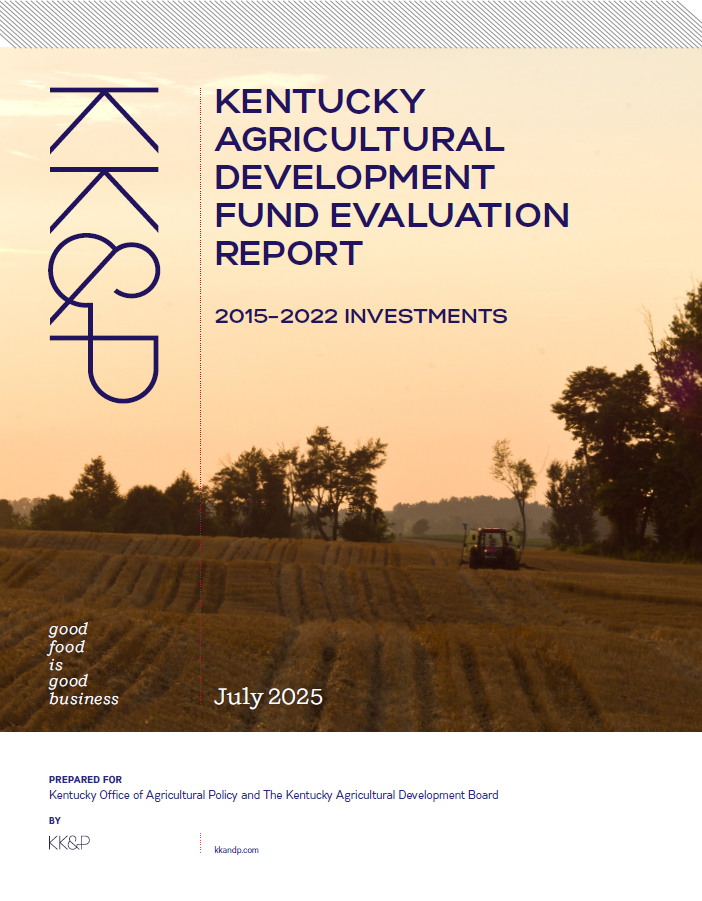 KK&P
KENTUCKY
AGRICULTURAL
DEVELOPMENT
FUND EVALUATION
REPORT
2015–2022 INVESTMENTS
good
food
is
good
business
July 2025
PREPARED FOR
Kentucky Office of Agricultural Policy and The Kentucky Agricultural Development Board
BY
KK&P
kkandp.com